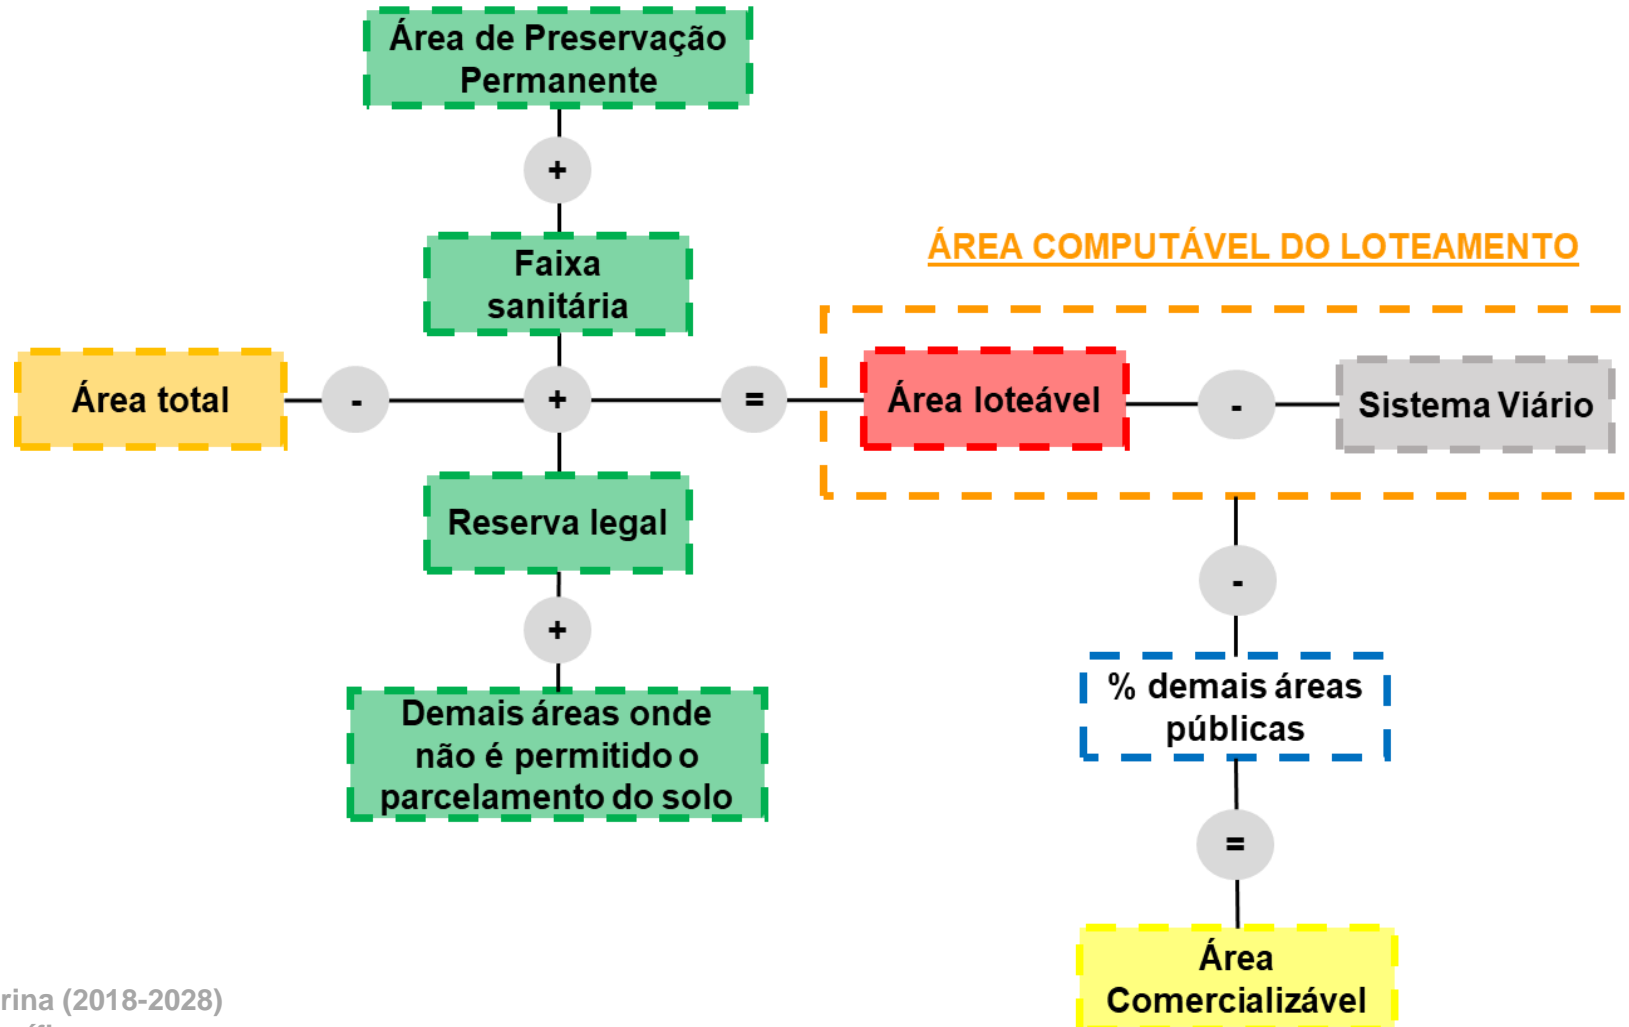 Área de Preservação
Permanente
+
Faixa
sanitária
ÁREA COMPUTÁVEL DO LOTEAMENTO
Área total
-
+
=
Área loteável
-
Sistema Viário
Reserva legal
+
Demais áreas onde
não é permitido o
parcelamento do solo
-
% demais áreas
públicas
=
Área
Comercializável
rina (2018-2028)